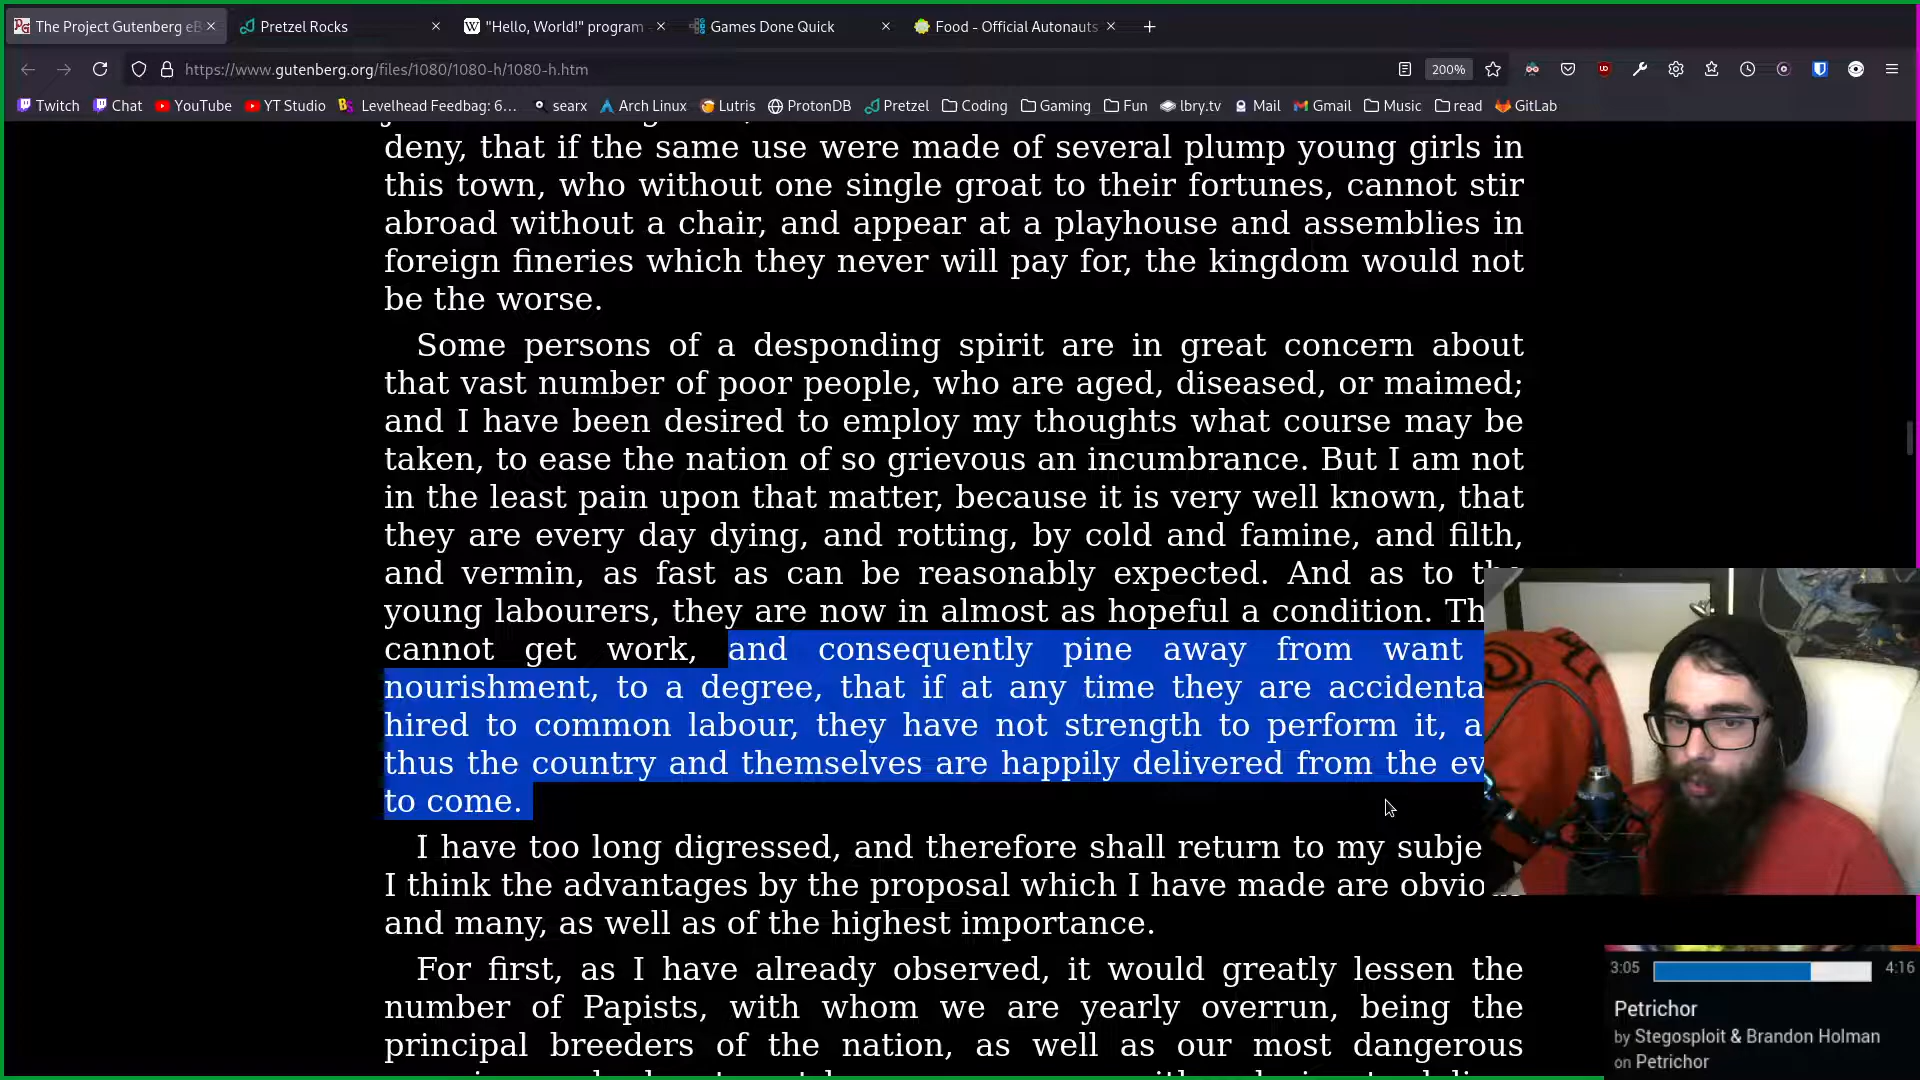 The Project Gutenberg eB
Pretzel Rocks
"Hello, World!" program -
Games Done Quick
Food - Official Autonauts
https://www.gutenberg.org/files/1080/1080-h/1080-h.htm
200%
Twitch
Chat
YouTube
YT Studio
Levelhead Feedbag: 6...
searx
Arch Linux
Lutris
ProtonDB
Pretzel
Coding
Gaming
Fun
lbry.tv
Mail
Gmail
Music
read
GitLab
deny, that if the same use were made of several plump young girls in
this town, who without one single groat to their fortunes, cannot stir
abroad without a chair, and appear at a playhouse and assemblies in
foreign fineries which they never will pay for, the kingdom would not
be the worse.
Some persons of a desponding spirit are in great concern about
that vast number of poor people, who are aged, diseased, or maimed;
and I have been desired to employ my thoughts what course may be
taken, to ease the nation of so grievous an incumbrance. But I am not
in the least pain upon that matter, because it is very well known, that
they are every day dying, and rotting, by cold and famine, and filth,
and vermin, as fast as can be reasonably expected. And as to the
young labourers, they are now in almost as hopeful a condition. Th
cannot get work, and consequently pine away from want
nourishment, to a degree, that if at any time they are accidenta
hired to common labour, they have not strength to perform it, a
thus the country and themselves are happily delivered from the ev
to come.
I have too long digressed, and therefore shall return to my subje
I think the advantages by the proposal which I have made are obvio
and many, as well as of the highest importance.
For first, as I have already observed, it would greatly lessen the
number of Papists, with whom we are yearly overrun, being the
principal breeders of the nation, as well as our most dangerous
3:05
4:16
Petrichor
by Stegosploit & Brandon Holman
on Petrichor